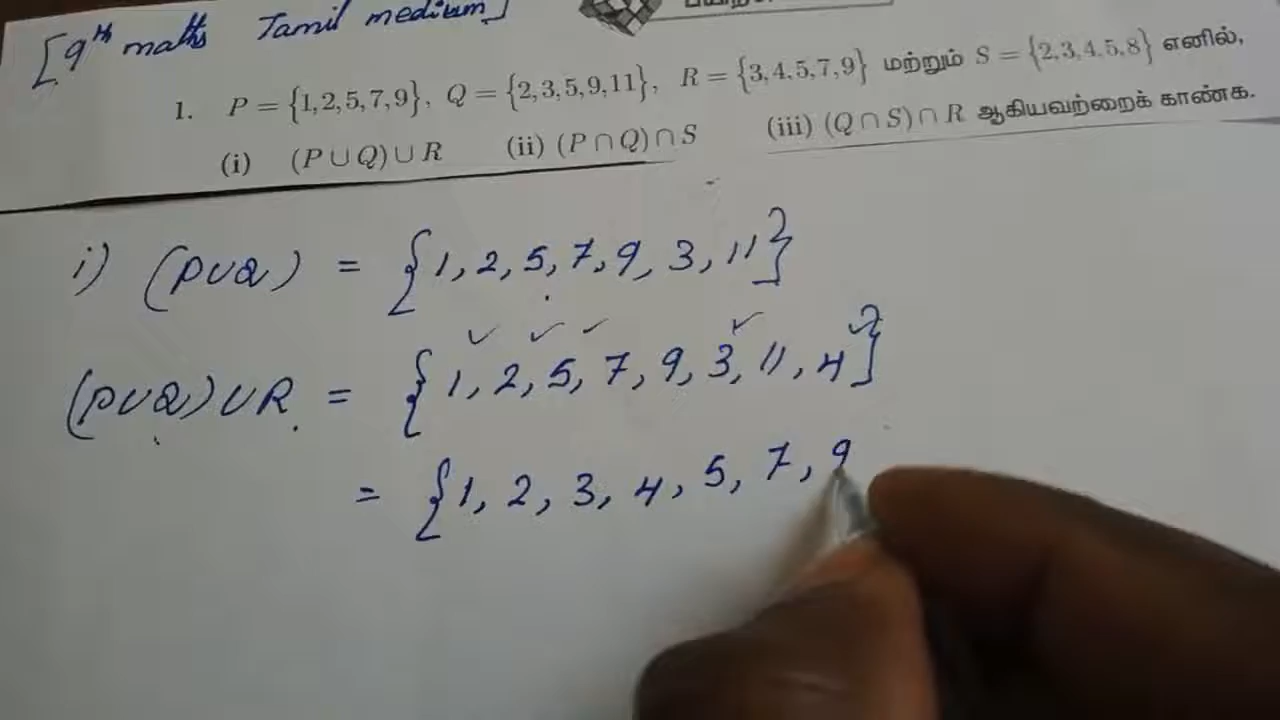 [9th maths Tamil medium]
1. P = {1,2,5,7,9}, Q = {2,3,5,9,11}, R = {3,4.5,7,9} மற்றும் S = {2,3,4.5,8} எனில்,
(i) (P∪Q)∪R (ii) (P∩Q)∩S (iii) (Q∩S)∩R ஆகியவற்றைக் காண்க.
i) (P∪Q) = {1, 2, 5, 7, 9, 3, 11}
(P∪Q)∪R = {1, 2, 5, 7, 9, 3, 11, 4}
= {1, 2, 3, 4, 5, 7, 9